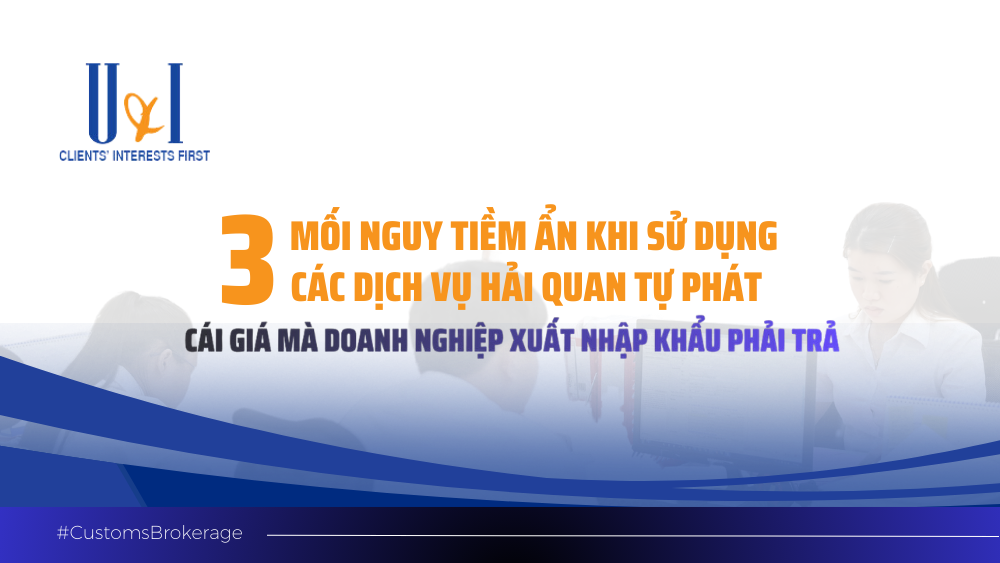 U&I
CLIENTS' INTERESTS FIRST
3 MỐI NGUY TIỀM ẨN KHI SỬ DỤNG
CÁC DỊCH VỤ HẢI QUAN TỰ PHÁT
CÁI GIÁ MÀ DOANH NGHIỆP XUẤT NHẬP KHẨU PHẢI TRẢ
#CustomsBrokerage